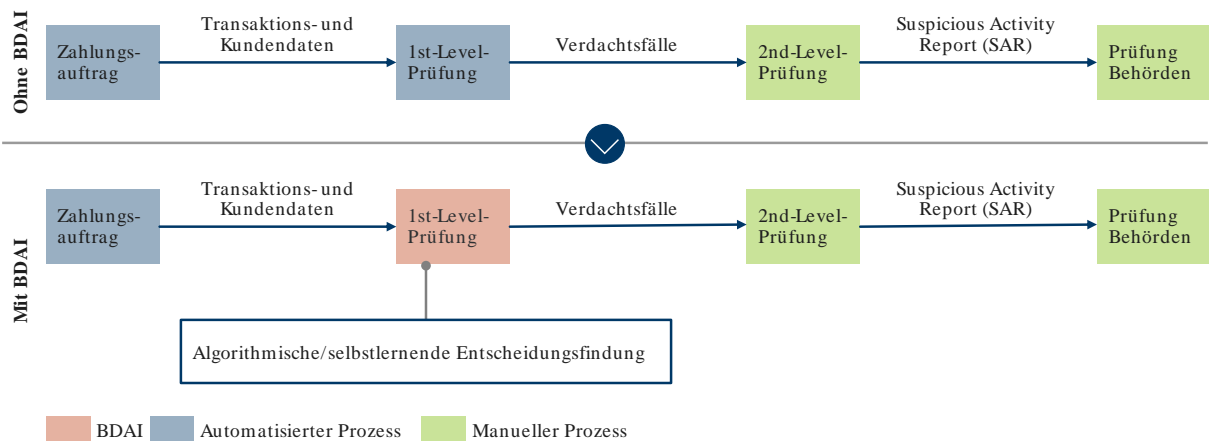 Ohne BDAI
Zahlungs-
auftrag
Transaktions- und
Kundendaten
1st-Level-
Prüfung
Verdachtsfälle
2nd-Level-
Prüfung
Suspicious Activity
Report (SAR)
Prüfung
Behörden
Mit BDAI
Zahlungs-
auftrag
Transaktions- und
Kundendaten
1st-Level-
Prüfung
Verdachtsfälle
2nd-Level-
Prüfung
Suspicious Activity
Report (SAR)
Prüfung
Behörden
Algorithmische/selbstlernende Entscheidungsfindung
BDAI
Automatisierter Prozess
Manueller Prozess